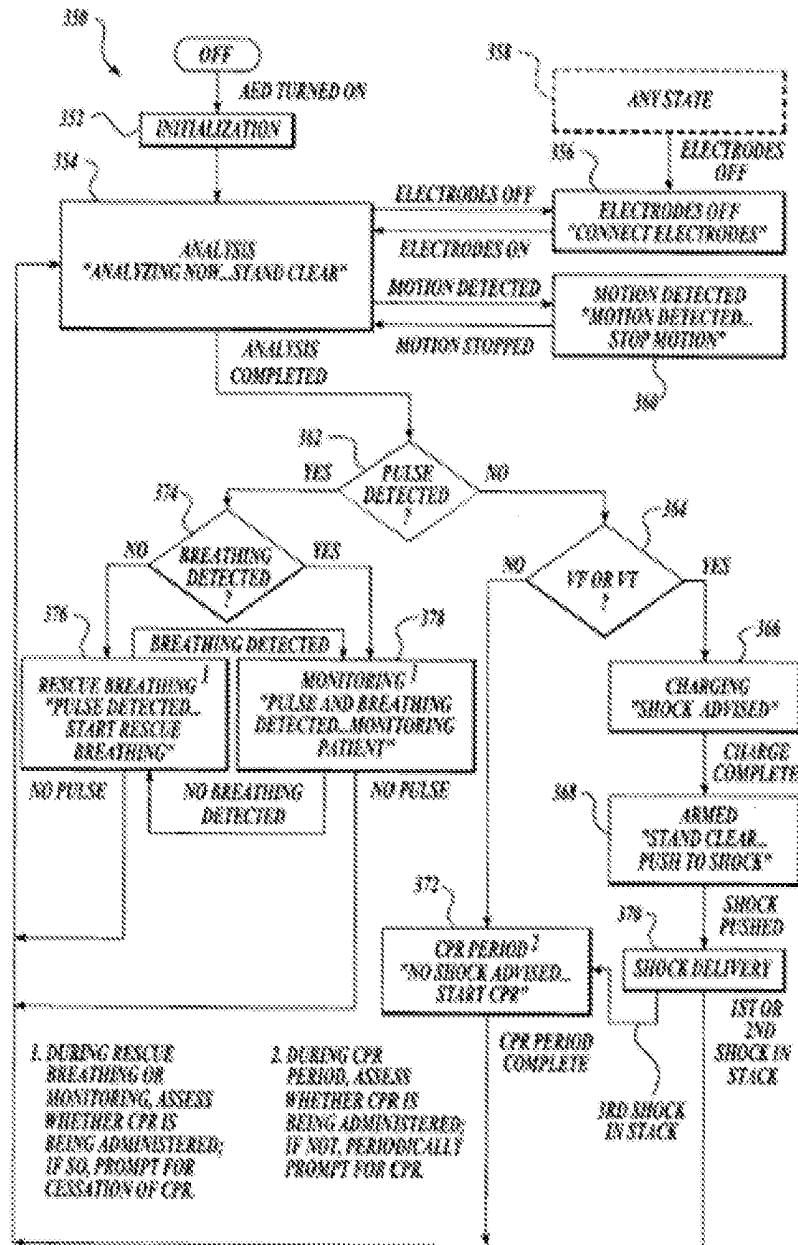 350
OFF
AED TURNED ON
352
INITIALIZATION
358
ANY STATE
ELECTRODES
OFF
354
ANALYSIS
"ANALYZING NOW...STAND CLEAR"
ELECTRODES OFF
ELECTRODES ON
356
ELECTRODES OFF
"CONNECT ELECTRODES"
MOTION DETECTED
MOTION STOPPED
MOTION DETECTED
"MOTION DETECTED...
STOP MOTION"
360
ANALYSIS
COMPLETED
362
PULSE
DETECTED
?
YES
NO
374
BREATHING
DETECTED
?
NO
YES
364
VF OR VT
?
NO
YES
376
BREATHING DETECTED
378
RESCUE BREATHING 1
"PULSE DETECTED...
START RESCUE
BREATHING"
MONITORING 1
"PULSE AND BREATHING
DETECTED...MONITORING
PATIENT"
366
CHARGING
"SHOCK ADVISED"
CHARGE
COMPLETE
NO PULSE
NO BREATHING
DETECTED
NO PULSE
368
ARMED
"STAND CLEAR...
PUSH TO SHOCK"
SHOCK
PUSHED
372
CPR PERIOD 2
"NO SHOCK ADVISED...
START CPR"
370
SHOCK DELIVERY
1ST OR
2ND
SHOCK IN
STACK
CPR PERIOD
COMPLETE
3RD SHOCK
IN STACK
1. DURING RESCUE
BREATHING OR
MONITORING, ASSESS
WHETHER CPR IS
BEING ADMINISTERED;
IF SO, PROMPT FOR
CESSATION OF CPR.
2. DURING CPR
PERIOD, ASSESS
WHETHER CPR IS
BEING ADMINISTERED;
IF NOT, PERIODICALLY
PROMPT FOR CPR.